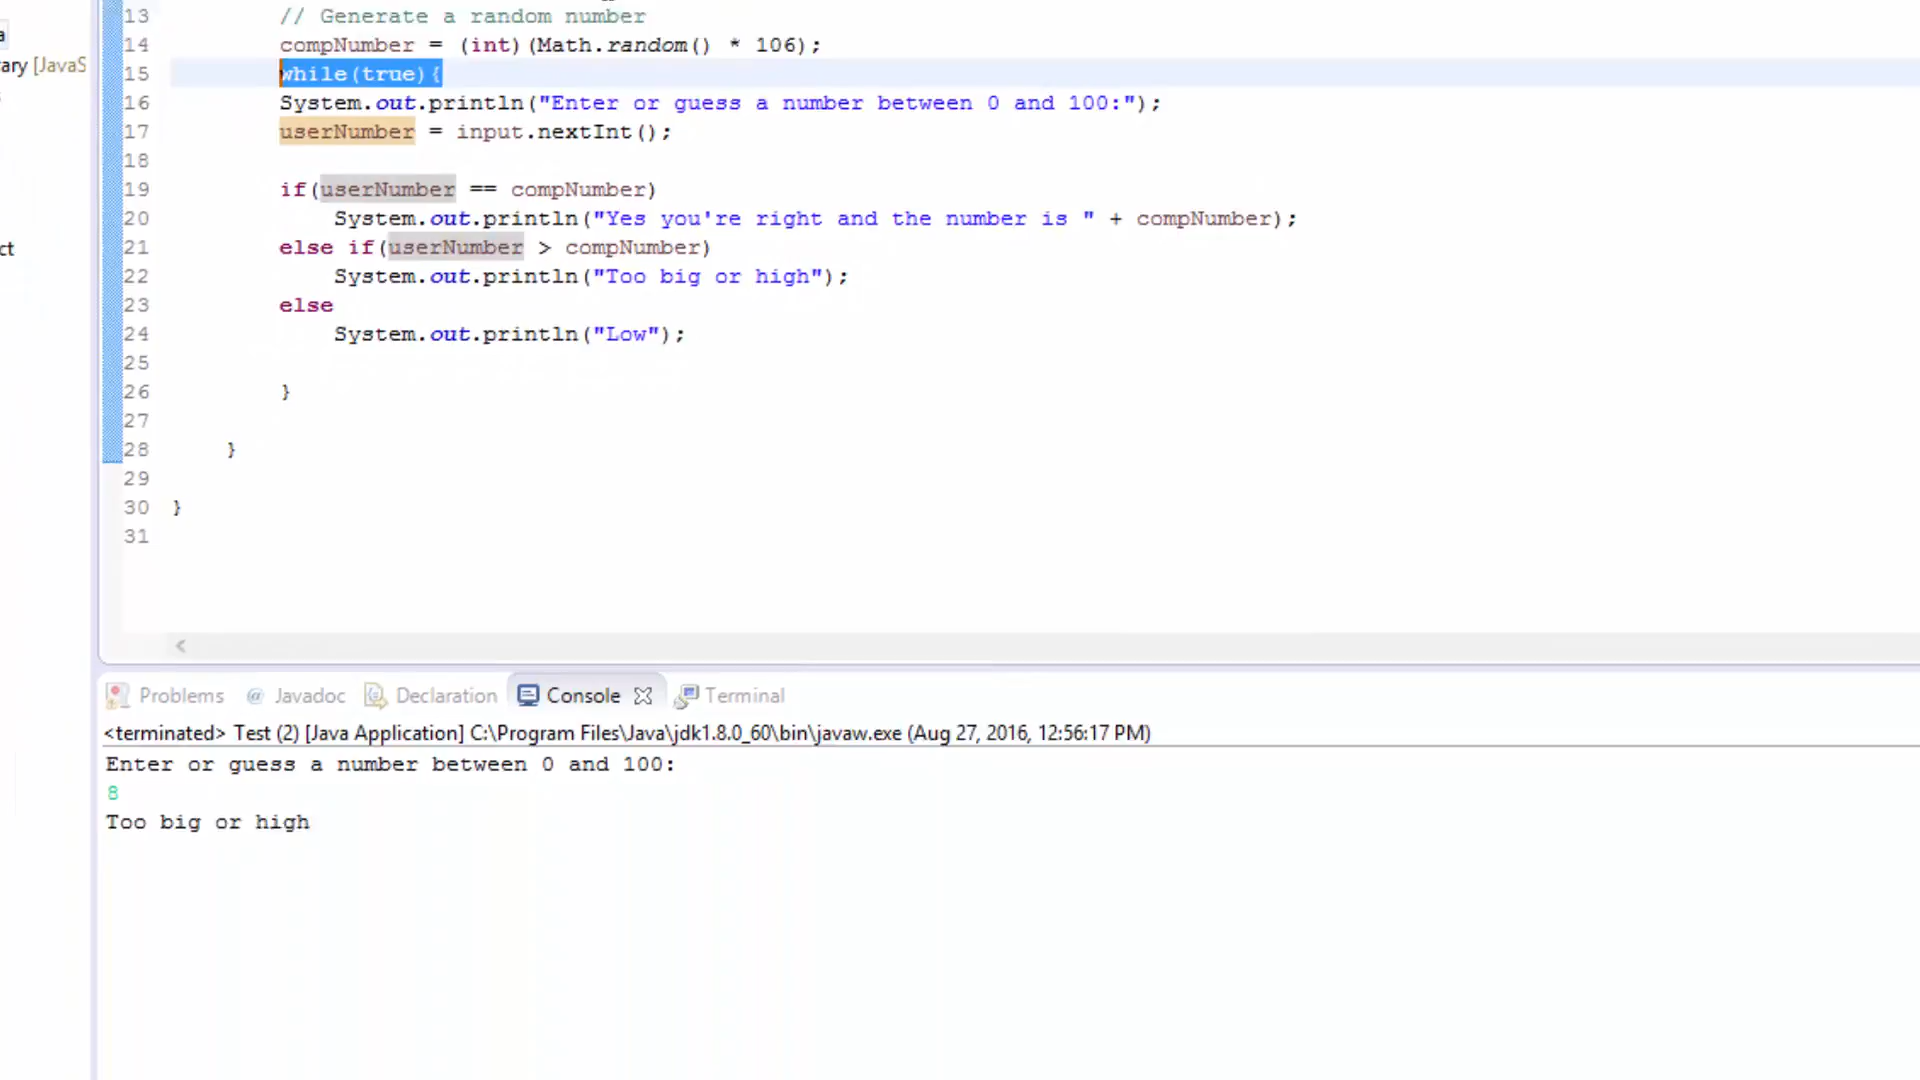 a
ary [JavaS
ct
13 // Generate a random number
14 compNumber = (int)(Math.random() * 106);
15 while(true){
16 System.out.println("Enter or guess a number between 0 and 100:");
17 userNumber = input.nextInt();
18
19 if(userNumber == compNumber)
20 System.out.println("Yes you're right and the number is " + compNumber);
21 else if(userNumber > compNumber)
22 System.out.println("Too big or high");
23 else
24 System.out.println("Low");
25
26 }
27
28 }
29
30 }
31
Problems @ Javadoc Declaration Console Terminal
<terminated> Test (2) [Java Application] C:\Program Files\Java\jdk1.8.0_60\bin\javaw.exe (Aug 27, 2016, 12:56:17 PM)
Enter or guess a number between 0 and 100:
8
Too big or high